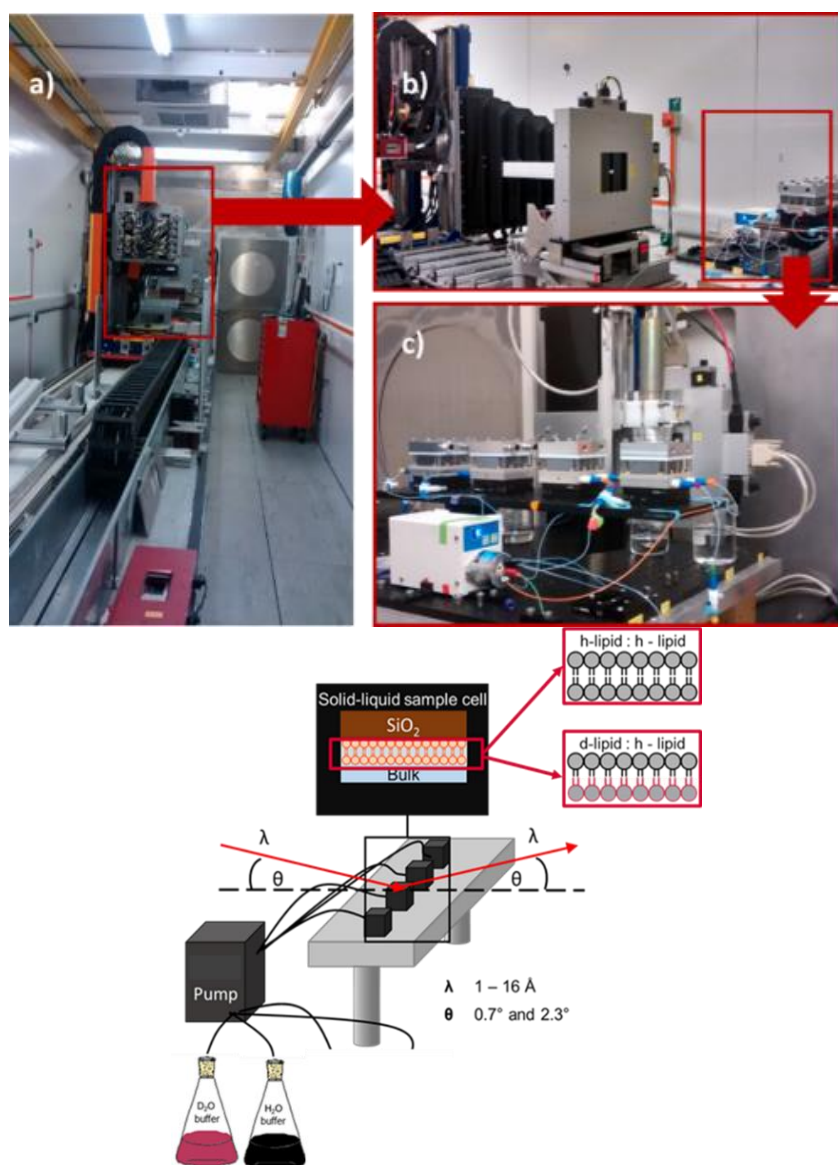 a)
b)
c)
h-lipid : h - lipid
Solid-liquid sample cell
SiO₂
d-lipid : h - lipid
Bulk
λ
λ
θ
θ
Pump
λ 1 – 16 Å
θ 0.7° and 2.3°
D₂O
buffer
H₂O
buffer